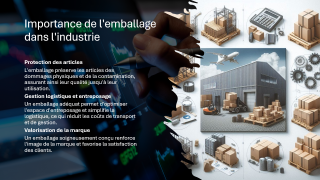 Importance de l'emballage
dans l'industrie
Protection des articles
L'emballage préserve les articles des
dommages physiques et de la contamination,
assurant ainsi leur qualité jusqu'à leur
utilisation.
Gestion logistique et entreposage
Un emballage adéquat permet d'optimiser
l'espace d'entreposage et simplifie la
logistique, ce qui réduit les coûts de transport
et de gestion.
Valorisation de la marque
Un emballage soigneusement conçu renforce
l'image de la marque et favorise la satisfaction
des clients.